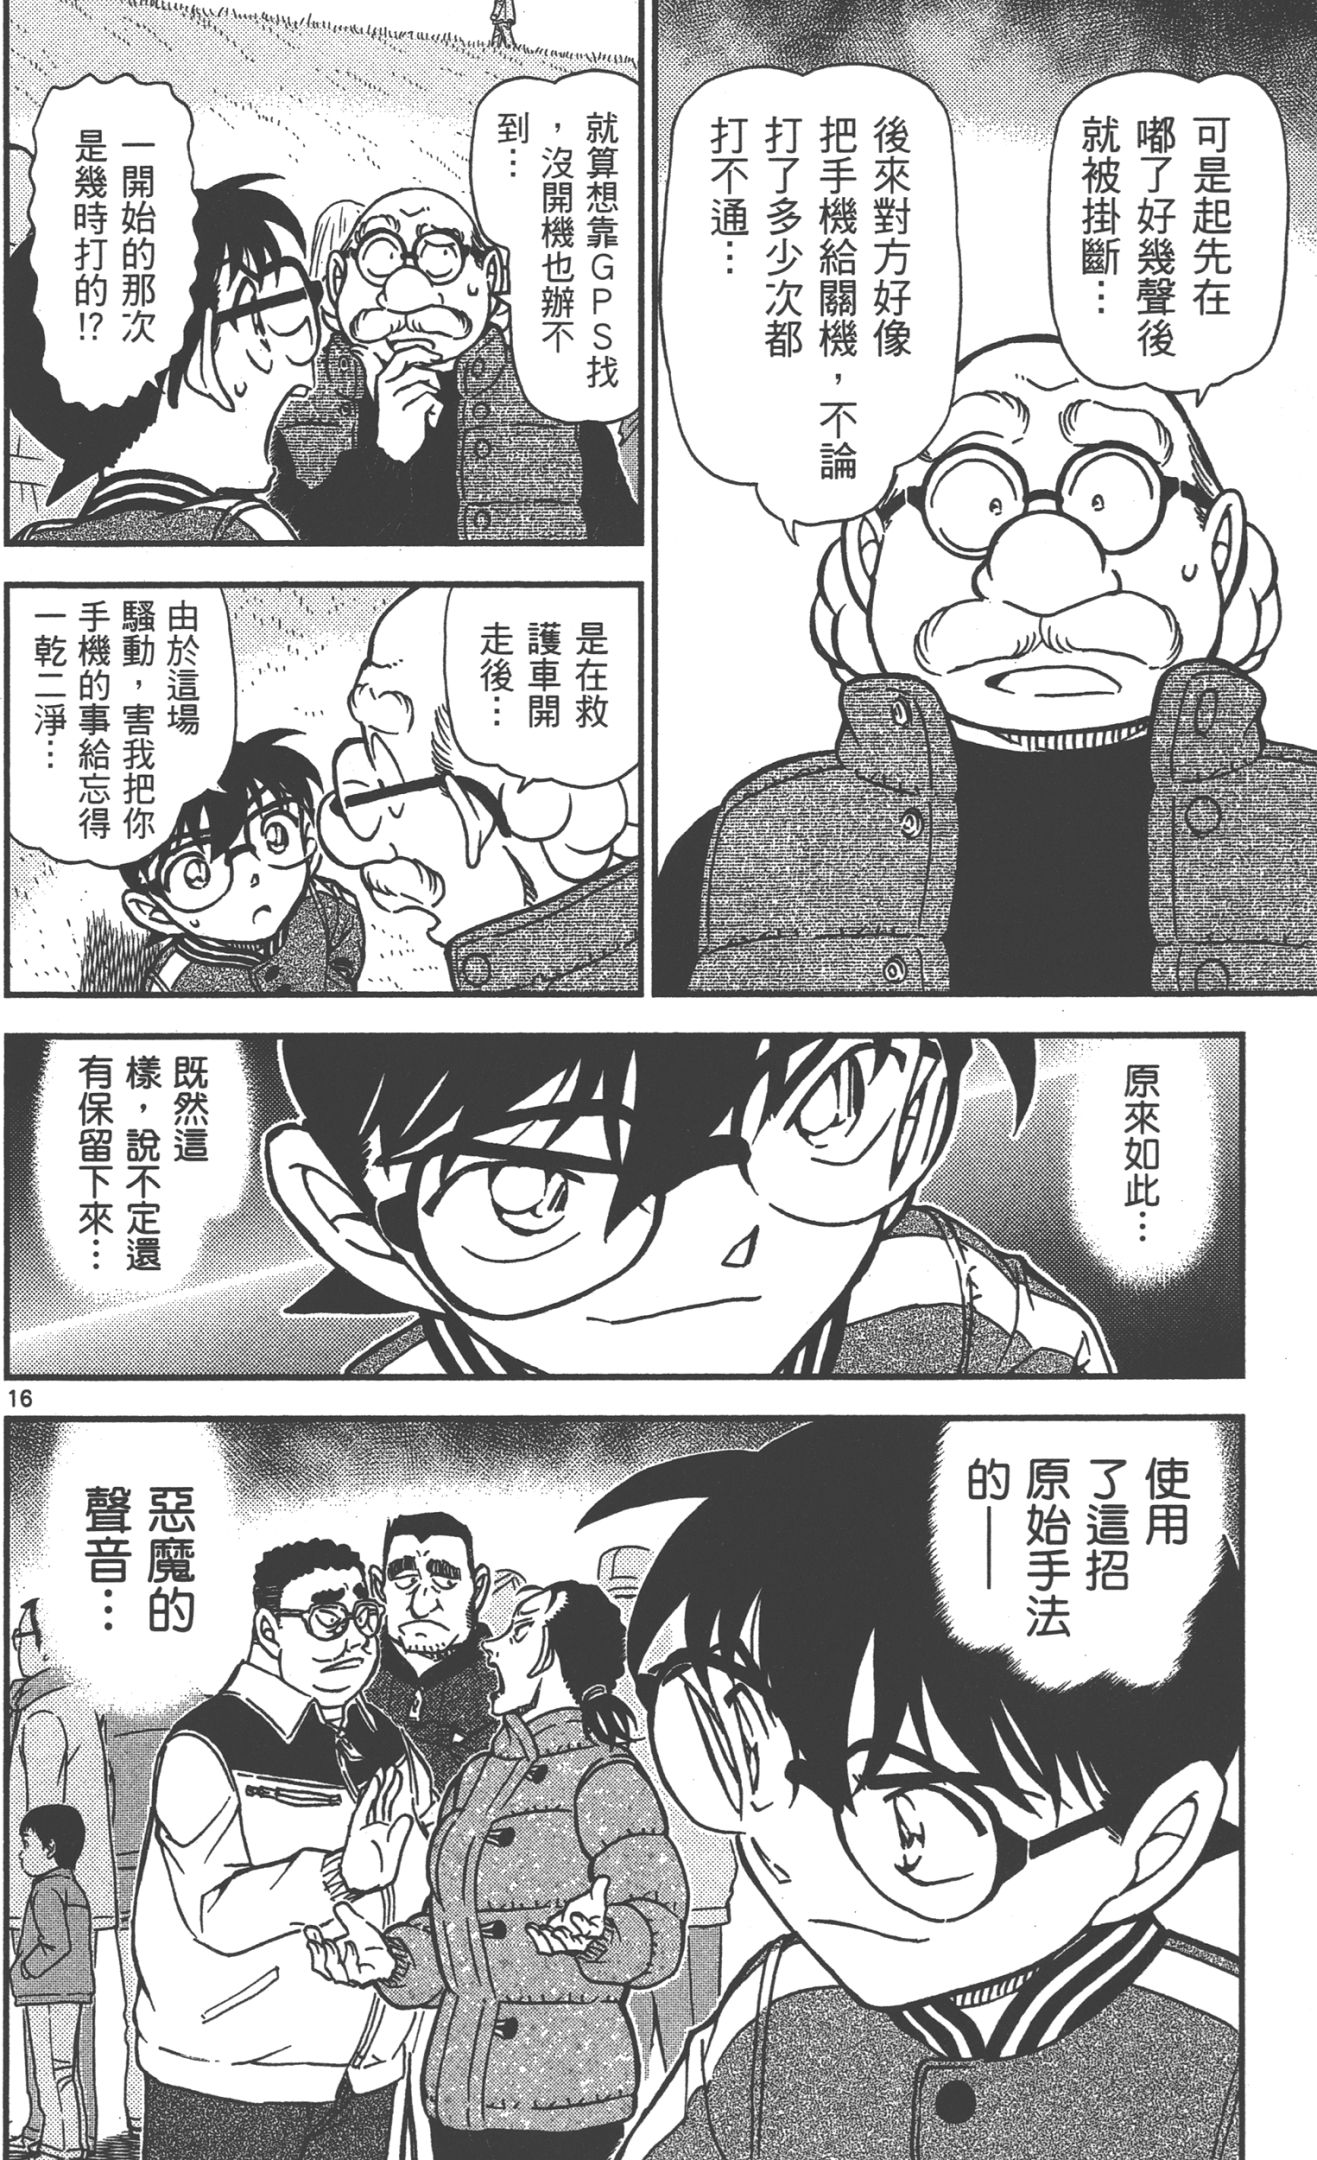 可是起先在
嘟了好幾聲後
就被掛斷…
後來對方好像
把手機給關機，不論
打了多少次都
打不通…
就算想靠ＧＰＳ找
，沒開機也辦不
到…
一開始的那次
是幾時打的!?
是在救
護車開
走後…
由於這場
騷動，害我把你
手機的事給忘得
一乾二淨…
原來如此…
既然這
樣，說不定還
有保留下來…
16
使用
了這招
原始手法
的——
惡魔的
聲音…